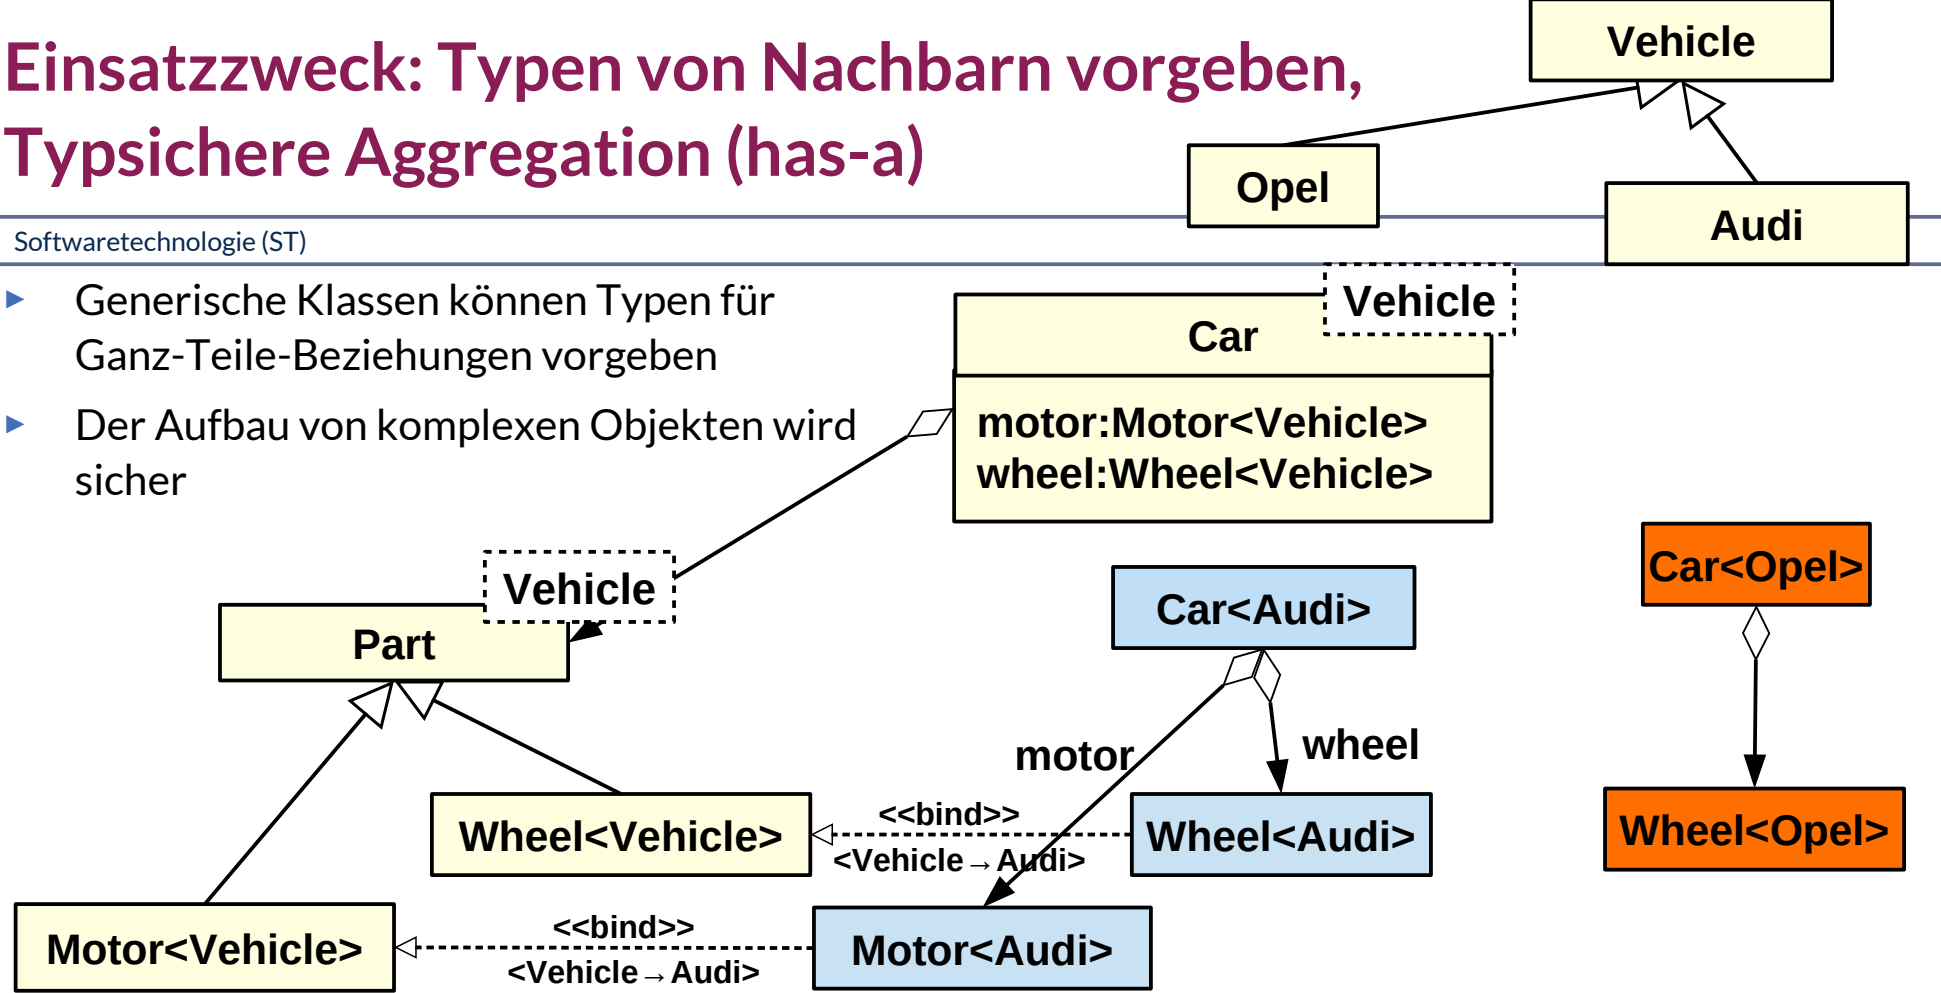 Einsatzzweck: Typen von Nachbarn vorgeben,
Typsichere Aggregation (has-a)
Vehicle
Opel
Audi
Softwaretechnologie (ST)
► Generische Klassen können Typen für
Ganz-Teile-Beziehungen vorgeben
► Der Aufbau von komplexen Objekten wird
sicher
Vehicle
Car
motor:Motor<Vehicle>
wheel:Wheel<Vehicle>
Vehicle
Part
Car<Audi>
Car<Opel>
motor
wheel
Wheel<Vehicle>
<<bind>>
<Vehicle→Audi>
Wheel<Audi>
Wheel<Opel>
Motor<Vehicle>
<<bind>>
<Vehicle→Audi>
Motor<Audi>